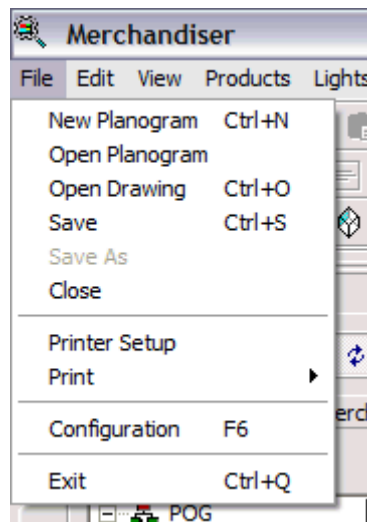 Merchandiser
File Edit View Products Lights
New Planogram Ctrl+N
Open Planogram
Open Drawing Ctrl+O
Save Ctrl+S
Save As
Close
Printer Setup
Print
Configuration F6
Exit Ctrl+Q
POG